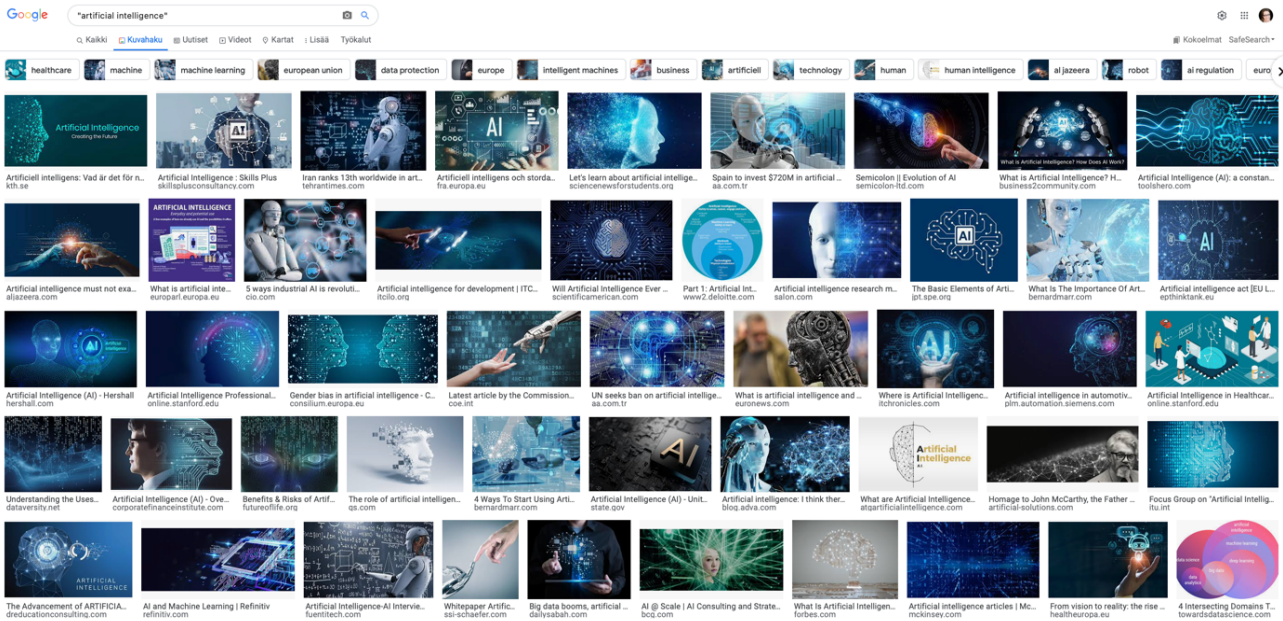 Google
"artificial intelligence"
Kaikki Kuvahaku Uutiset Videot Kartat Lisää Työkalut
Kokoelmat SafeSearch
healthcare machine machine learning european union data protection europe intelligent machines business artificiell technology human human intelligence al jazeera robot ai regulation euro
Artificial Intelligence
Creating the Future
AI
AI
What is Artificial Intelligence? How Does AI Work?
Artificiell intelligens: Vad är det för n... Artificial Intelligence : Skills Plus Iran ranks 13th worldwide in art... Artificiell intelligens och storda... Let's learn about artificial intellige... Spain to invest $720M in artificial ... Semicolon || Evolution of AI What is Artificial Intelligence? H... Artificial Intelligence (AI): a constan...
kth.se skillsplusconsultancy.com tehrantimes.com fra.europa.eu sciencenewsforstudents.org aa.com.tr semicolon-ltd.com business2community.com toolshero.com
ARTIFICIAL INTELLIGENCE
AI
AI
Artificial intelligence must not exa... What is artificial inte... 5 ways industrial AI is revoluti... Artificial intelligence for development | ITC... Will Artificial Intelligence Ever ... Part 1: Artificial Int... Artificial intelligence research m... The Basic Elements of Arti... What Is The Importance Of Art... Artificial intelligence act [EU L...
aljazeera.com europarl.europa.eu cio.com itcilo.org scientificamerican.com www2.deloitte.com salon.com jpt.spe.org bernardmarr.com epthinktank.eu
AI
AI
Artificial Intelligence (AI) - Hershall Artificial Intelligence Professional... Gender bias in artificial intelligence - C... Latest article by the Commission... UN seeks ban on artificial intellige... What is artificial intelligence and ... Where is Artificial Intelligenc... Artificial intelligence in automotiv... Artificial Intelligence in Healthcar...
hershall.com online.stanford.edu consilium.europa.eu coe.int aa.com.tr euronews.com itchronicles.com plm.automation.siemens.com online.stanford.edu
AI
Artificial
Intelligence
Understanding the Uses... Artificial Intelligence (AI) - Ove... Benefits & Risks of Artif... The role of artificial intelligen... 4 Ways To Start Using Arti... Artificial Intelligence (AI) - Unit... Artificial intelligence: I think ther... What are Artificial Intelligence... Homage to John McCarthy, the Father ... Focus Group on "Artificial Intellig...
dataversity.net corporatefinanceinstitute.com futureoflife.org qs.com bernardmarr.com state.gov blog.adva.com atgartificialintelligence.com artificial-solutions.com itu.int
ARTIFICIAL
INTELLIGENCE
artificial
intelligence
machine learning
data science
deep learning
big data
data
analytics
The Advancement of ARTIFICIA... AI and Machine Learning | Refinitiv Artificial Intelligence-AI Intervie... Whitepaper Artific... Big data booms, artificial ... AI @ Scale | AI Consulting and Strate... What Is Artificial Intelligen... Artificial intelligence articles | Mc... From vision to reality: the rise ... 4 Intersecting Domains T...
dreducationconsulting.com refinitiv.com fuentitech.com ssi-schaefer.com dailysabah.com bcg.com forbes.com mckinsey.com healtheuropa.eu towardsdatascience.com